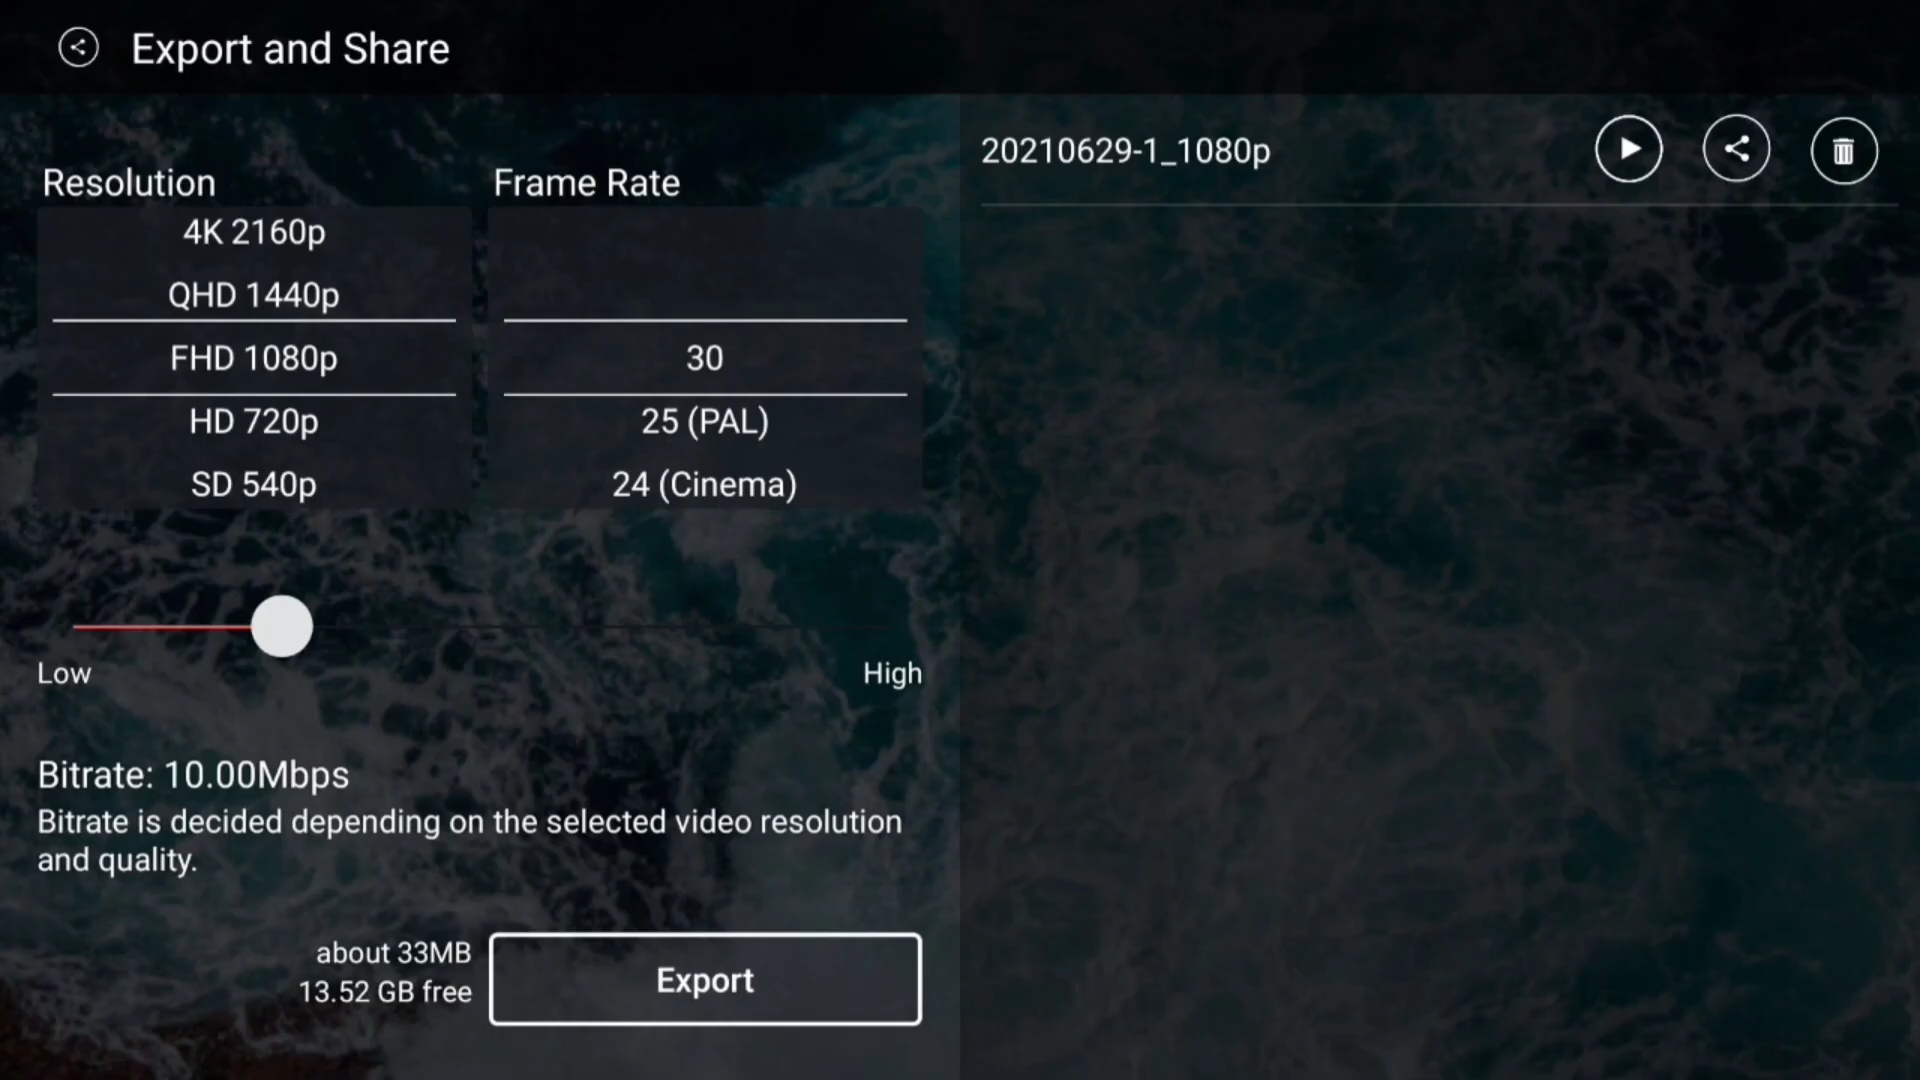 Export and Share
Resolution
4K 2160p
QHD 1440p
FHD 1080p
HD 720p
SD 540p
Frame Rate
30
25 (PAL)
24 (Cinema)
Low
High
Bitrate: 10.00Mbps
Bitrate is decided depending on the selected video resolution
and quality.
about 33MB
13.52 GB free
Export
20210629-1_1080p